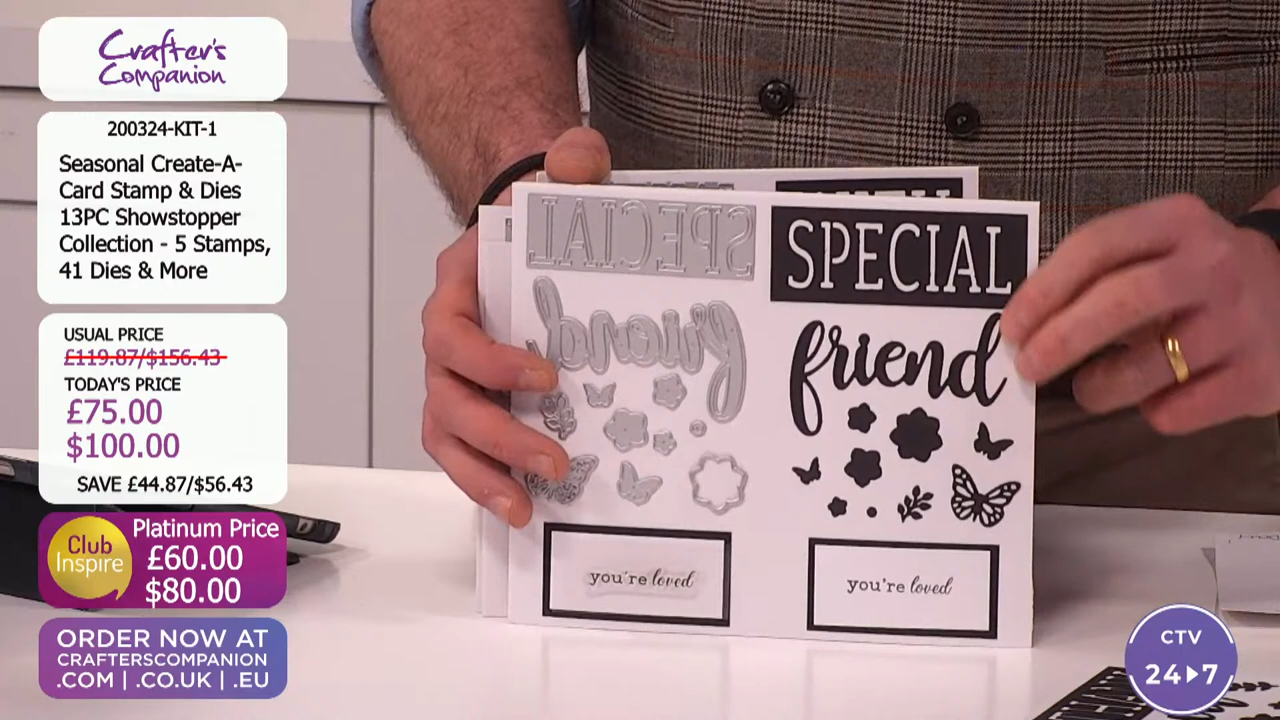 Crafter's
Companion
200324-KIT-1
Seasonal Create-A-
Card Stamp & Dies
13PC Showstopper
Collection - 5 Stamps,
41 Dies & More
USUAL PRICE
£119.87/$156.43
TODAY'S PRICE
£75.00
$100.00
SAVE £44.87/$56.43
Club
Inspire
Platinum Price
£60.00
$80.00
ORDER NOW AT
CRAFTERSCOMPANION
.COM | .CO.UK | .EU
SPECIAL
SPECIAL
friend
friend
you're loved
you're loved
CTV
24▶7